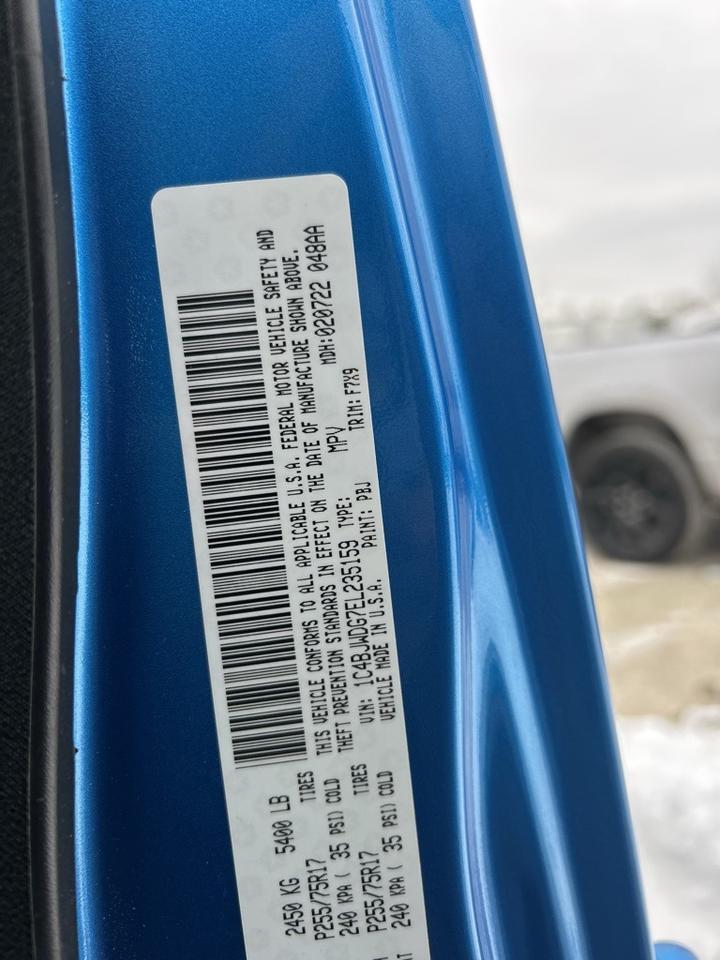 2450 KG 5400 LB
TIRES
P255/75R17
240 KPA ( 35 PSI) COLD
TIRES
P255/75R17
240 KPA ( 35 PSI) COLD
THIS VEHICLE CONFORMS TO ALL APPLICABLE U.S.A. FEDERAL MOTOR VEHICLE SAFETY AND
THEFT PREVENTION STANDARDS IN EFFECT ON THE DATE OF MANUFACTURE SHOWN ABOVE.
MDH:020722 048AA
VIN: 1C4BJWDG7EL235159 TYPE: MPV
VEHICLE MADE IN U.S.A. PAINT: PBJ TRIM: F7X9